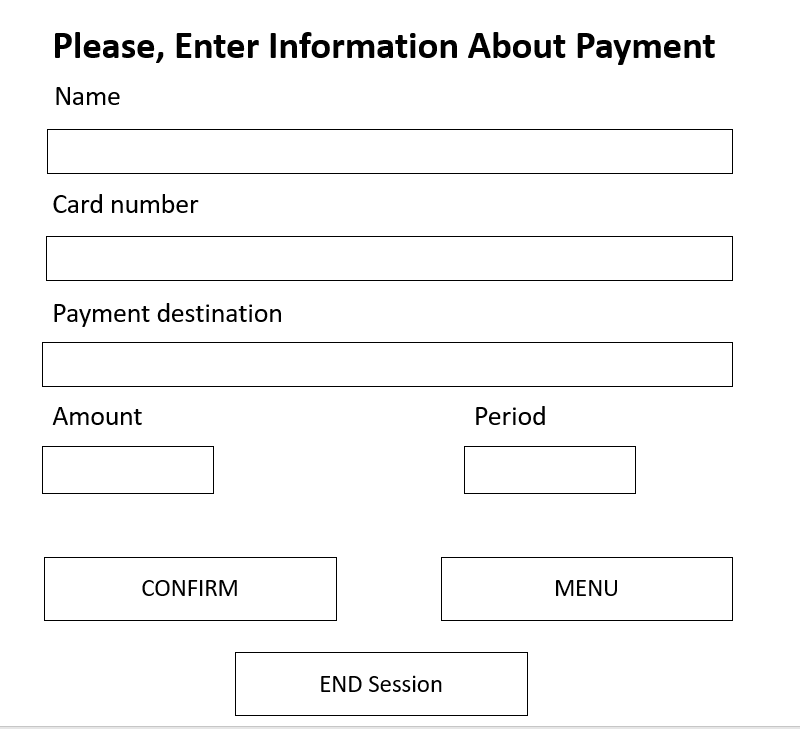 Please, Enter Information About Payment
Name
Card number
Payment destination
Amount
Period
CONFIRM
MENU
END Session